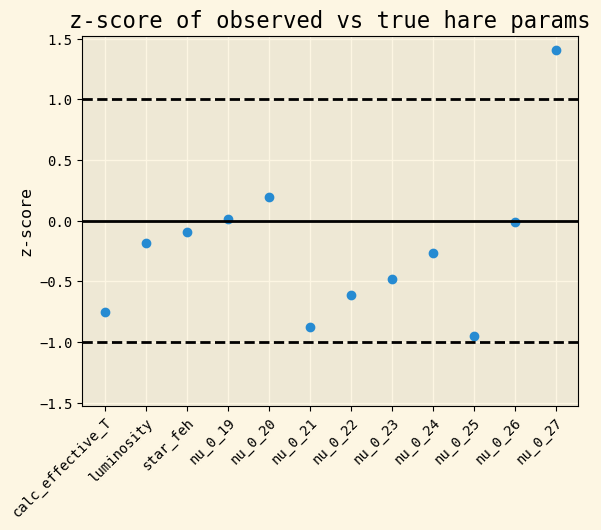 z-score of observed vs true hare params
z-score
1.5
1.0
0.5
0.0
−0.5
−1.0
−1.5
calc_effective_T
luminosity
star_feh
nu_0_19
nu_0_20
nu_0_21
nu_0_22
nu_0_23
nu_0_24
nu_0_25
nu_0_26
nu_0_27